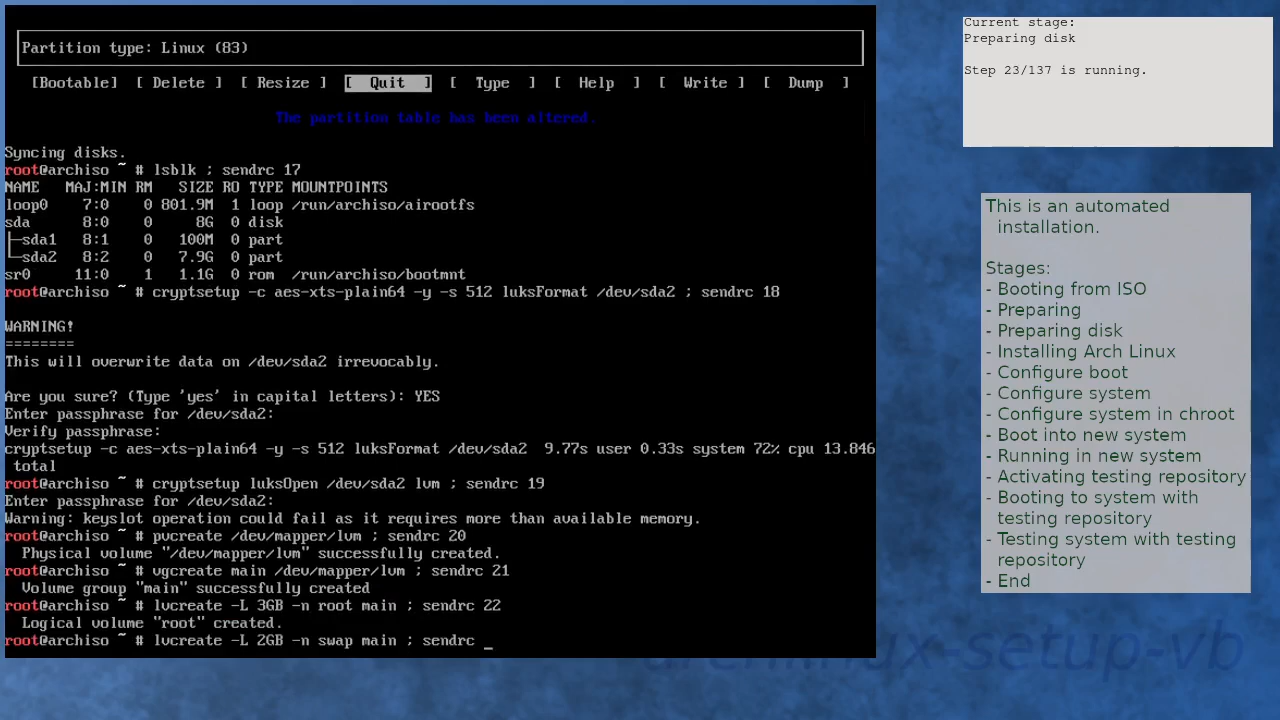 Partition type: Linux (83)
[Bootable] [ Delete ] [ Resize ] [ Quit ] [ Type ] [ Help ] [ Write ] [ Dump ]
The partition table has been altered.
Syncing disks.
root@archiso ~ # lsblk ; sendrc 17
NAME MAJ:MIN RM SIZE RO TYPE MOUNTPOINTS
loop0 7:0 0 801.9M 1 loop /run/archiso/airootfs
sda 8:0 0 8G 0 disk
├─sda1 8:1 0 100M 0 part
└─sda2 8:2 0 7.9G 0 part
sr0 11:0 1 1.1G 0 rom /run/archiso/bootmnt
root@archiso ~ # cryptsetup -c aes-xts-plain64 -y -s 512 luksFormat /dev/sda2 ; sendrc 18
WARNING!
========
This will overwrite data on /dev/sda2 irrevocably.
Are you sure? (Type 'yes' in capital letters): YES
Enter passphrase for /dev/sda2:
Verify passphrase:
cryptsetup -c aes-xts-plain64 -y -s 512 luksFormat /dev/sda2 9.77s user 0.33s system 72% cpu 13.846
total
root@archiso ~ # cryptsetup luksOpen /dev/sda2 lvm ; sendrc 19
Enter passphrase for /dev/sda2:
Warning: keyslot operation could fail as it requires more than available memory.
root@archiso ~ # pvcreate /dev/mapper/lvm ; sendrc 20
Physical volume "/dev/mapper/lvm" successfully created.
root@archiso ~ # vgcreate main /dev/mapper/lvm ; sendrc 21
Volume group "main" successfully created
root@archiso ~ # lvcreate -L 3GB -n root main ; sendrc 22
Logical volume "root" created.
root@archiso ~ # lvcreate -L 2GB -n swap main ; sendrc _
Current stage:
Preparing disk
Step 23/137 is running.
This is an automated
installation.
Stages:
- Booting from ISO
- Preparing
- Preparing disk
- Installing Arch Linux
- Configure boot
- Configure system
- Configure system in chroot
- Boot into new system
- Running in new system
- Activating testing repository
- Booting to system with
testing repository
- Testing system with testing
repository
- End
archlinux-setup-vb